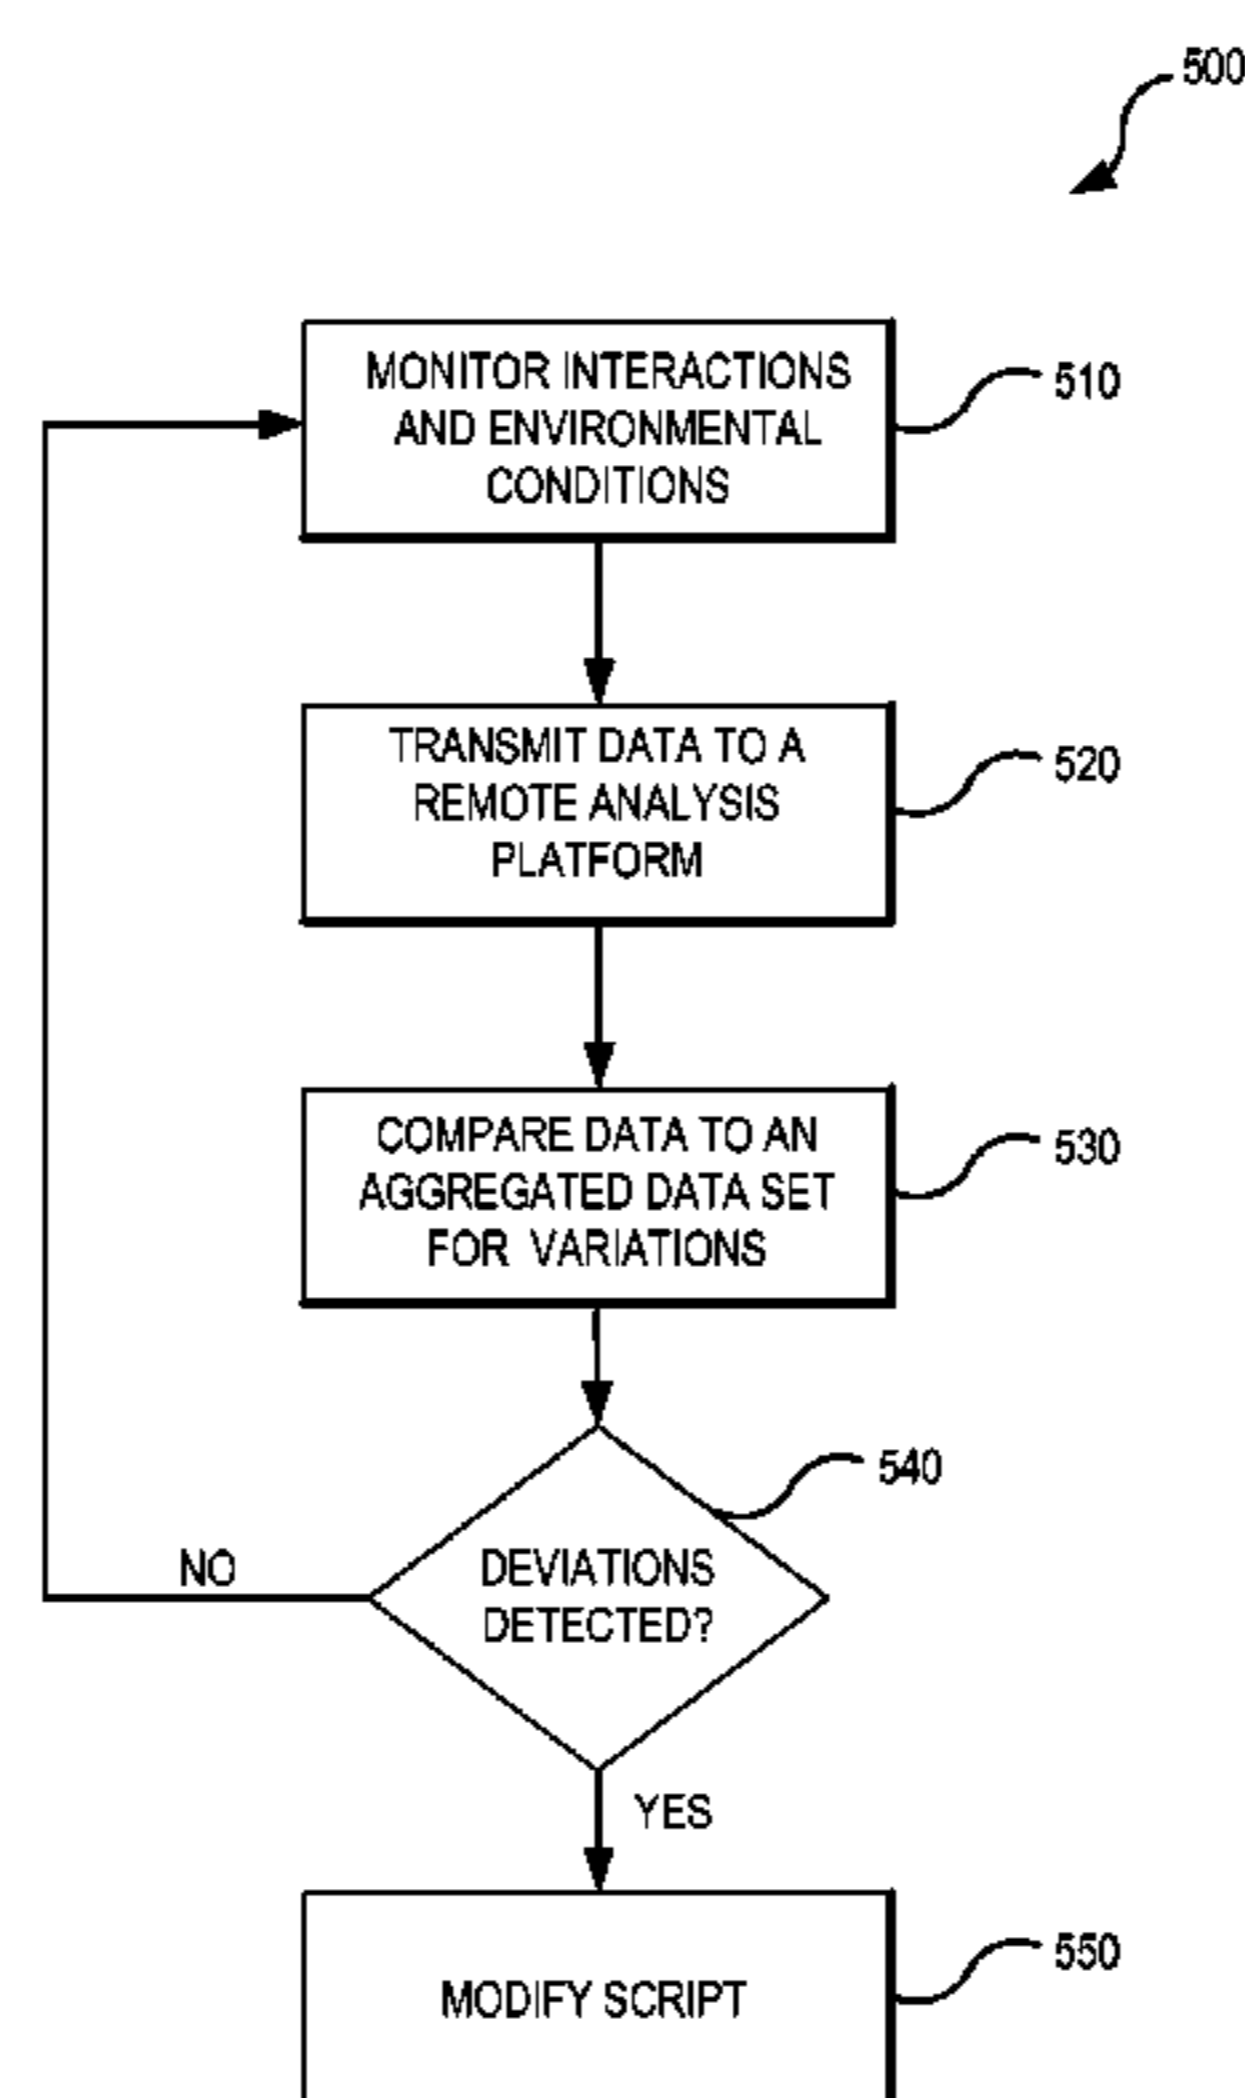 500
MONITOR INTERACTIONS
AND ENVIRONMENTAL
CONDITIONS
510
TRANSMIT DATA TO A
REMOTE ANALYSIS
PLATFORM
520
COMPARE DATA TO AN
AGGREGATED DATA SET
FOR VARIATIONS
530
540
DEVIATIONS
DETECTED?
NO
YES
MODIFY SCRIPT
550